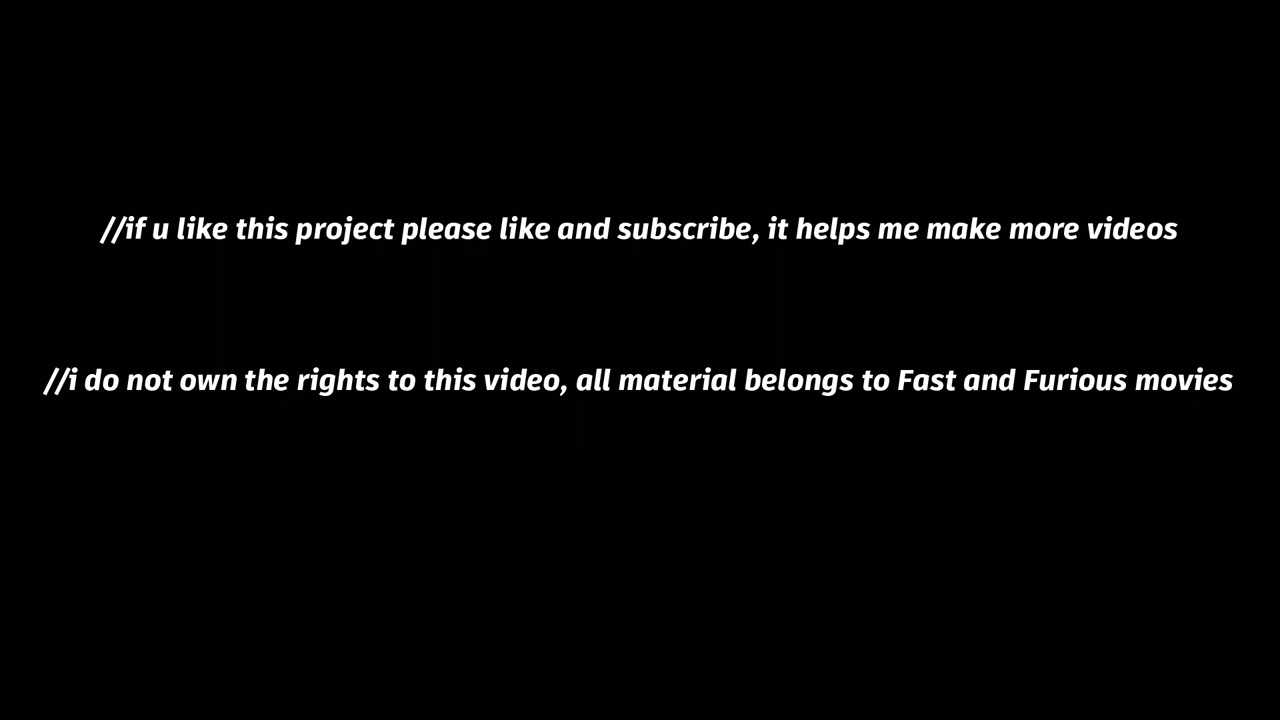 //if u like this project please like and subscribe, it helps me make more videos
//i do not own the rights to this video, all material belongs to Fast and Furious movies